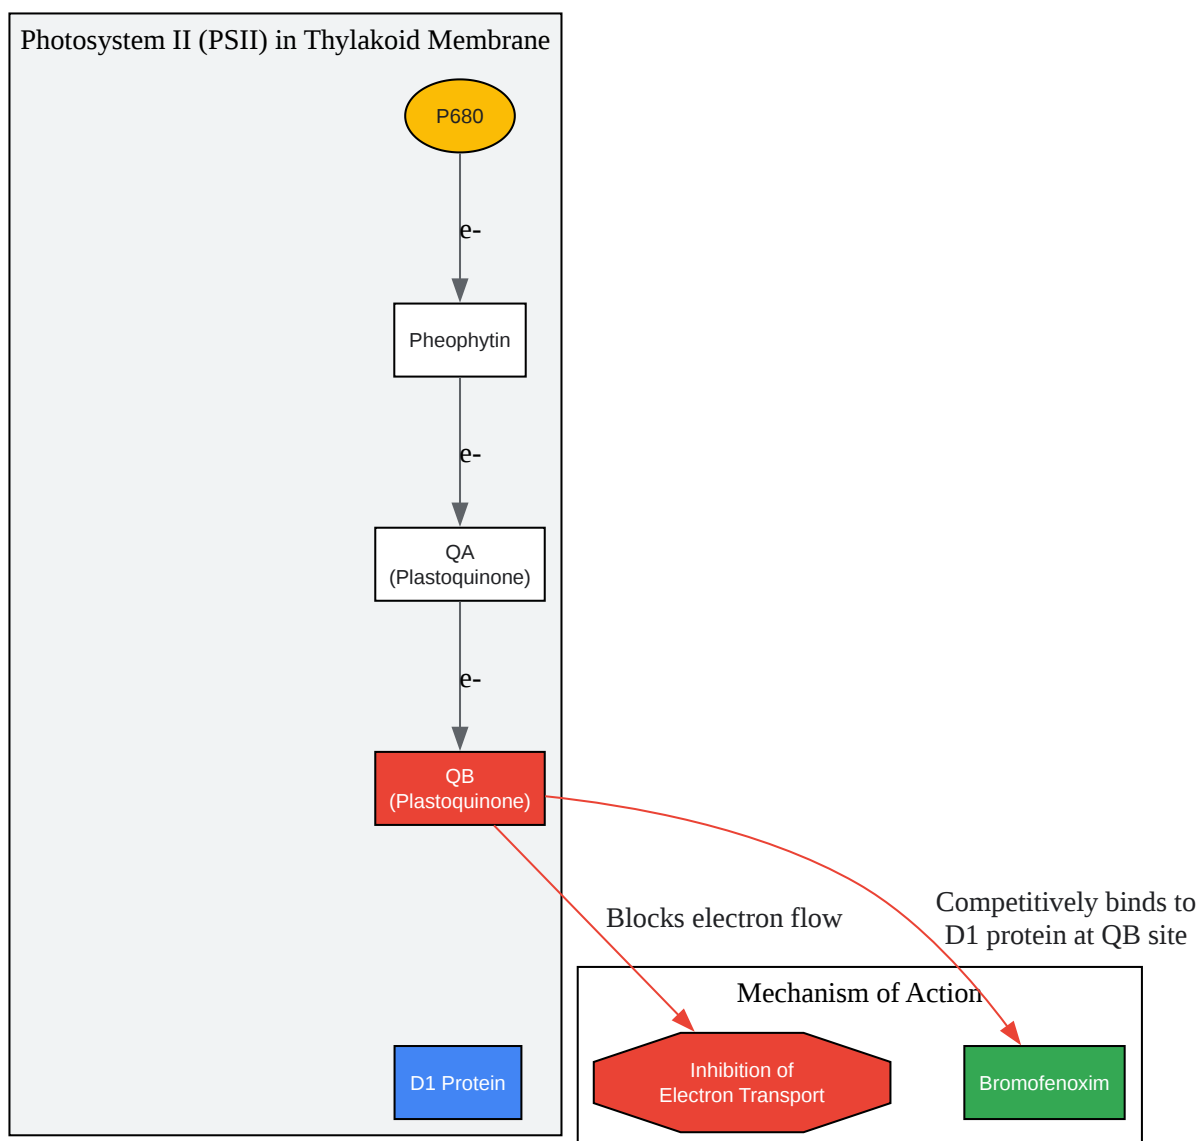 Photosystem II (PSII) in Thylakoid Membrane
P680
e-
Pheophytin
e-
QA
(Plastoquinone)
e-
QB
(Plastoquinone)
Blocks electron flow
Competitively binds to
D1 protein at QB site
Mechanism of Action
D1 Protein
Inhibition of
Electron Transport
Bromofenoxim